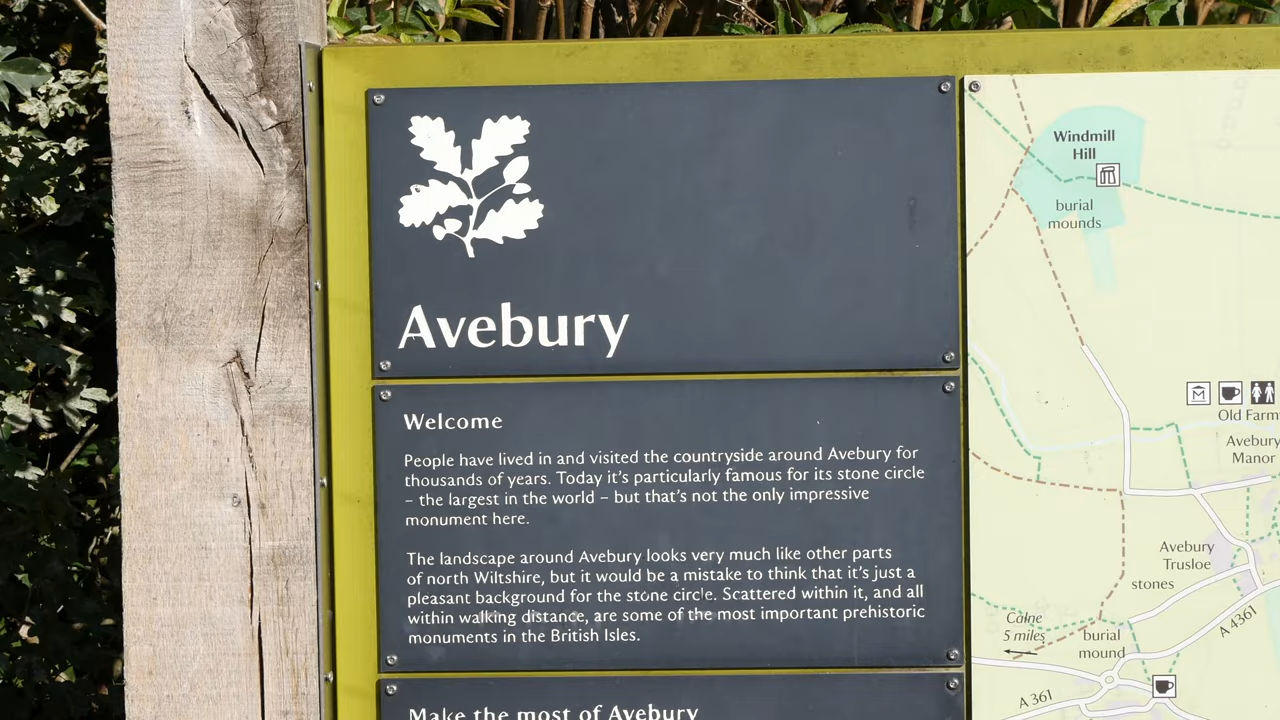 Avebury
Welcome
People have lived in and visited the countryside around Avebury for
thousands of years. Today it's particularly famous for its stone circle
– the largest in the world – but that's not the only impressive
monument here.
The landscape around Avebury looks very much like other parts
of north Wiltshire, but it would be a mistake to think that it's just a
pleasant background for the stone circle. Scattered within it, and all
within walking distance, are some of the most important prehistoric
monuments in the British Isles.
Make the most of Avebury
Windmill
Hill
burial
mounds
Old Farm
Avebury
Manor
Avebury
Trusloe
stones
Calne
5 miles
burial
mound
A 4361
A 361